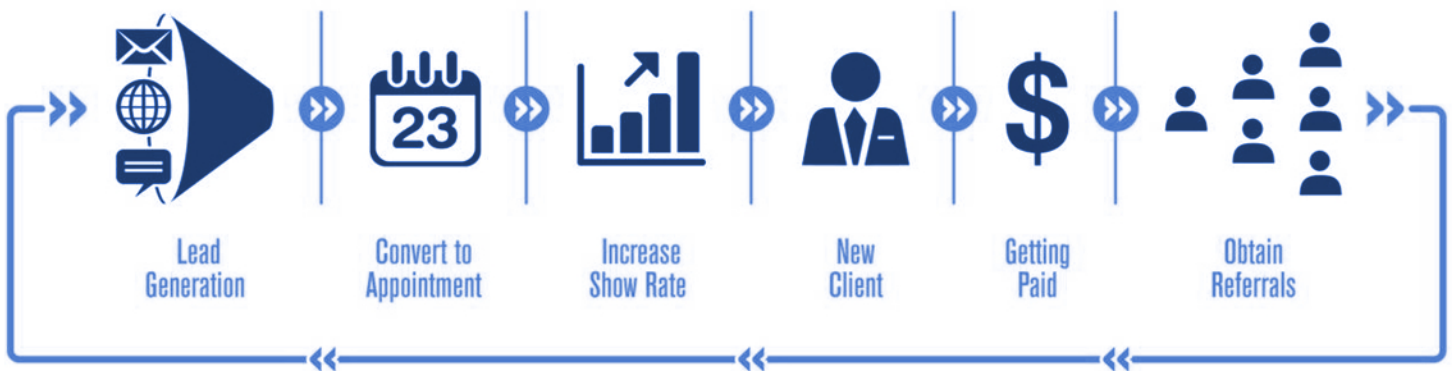 23
$
Lead
Generation
Convert to
Appointment
Increase
Show Rate
New
Client
Getting
Paid
Obtain
Referrals